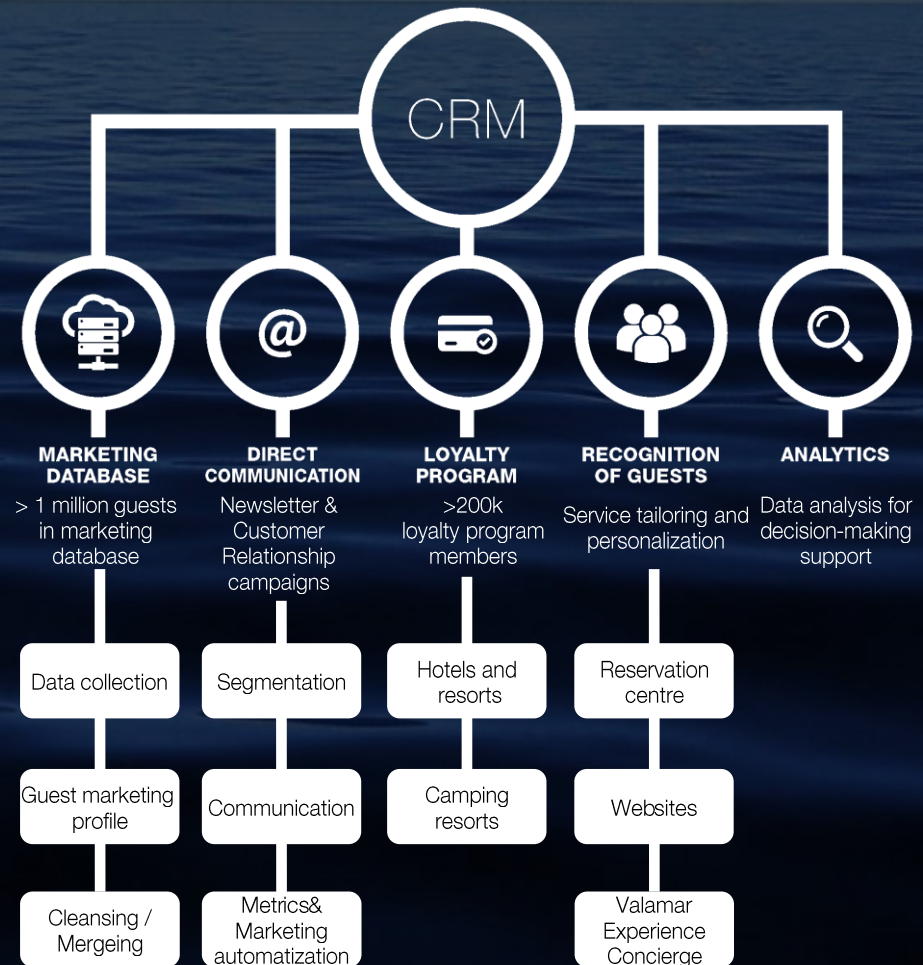 CRM
@
MARKETING
DATABASE
> 1 million guests
in marketing
database
Data collection
Guest marketing
profile
Cleansing /
Mergeing
DIRECT
COMMUNICATION
Newsletter &
Customer
Relationship
campaigns
Segmentation
Communication
Metrics&
Marketing
automatization
LOYALTY
PROGRAM
>200k
loyalty program
members
Hotels and
resorts
Camping
resorts
RECOGNITION
OF GUESTS
Service tailoring and
personalization
Reservation
centre
Websites
Valamar
Experience
Concierge
ANALYTICS
Data analysis for
decision-making
support